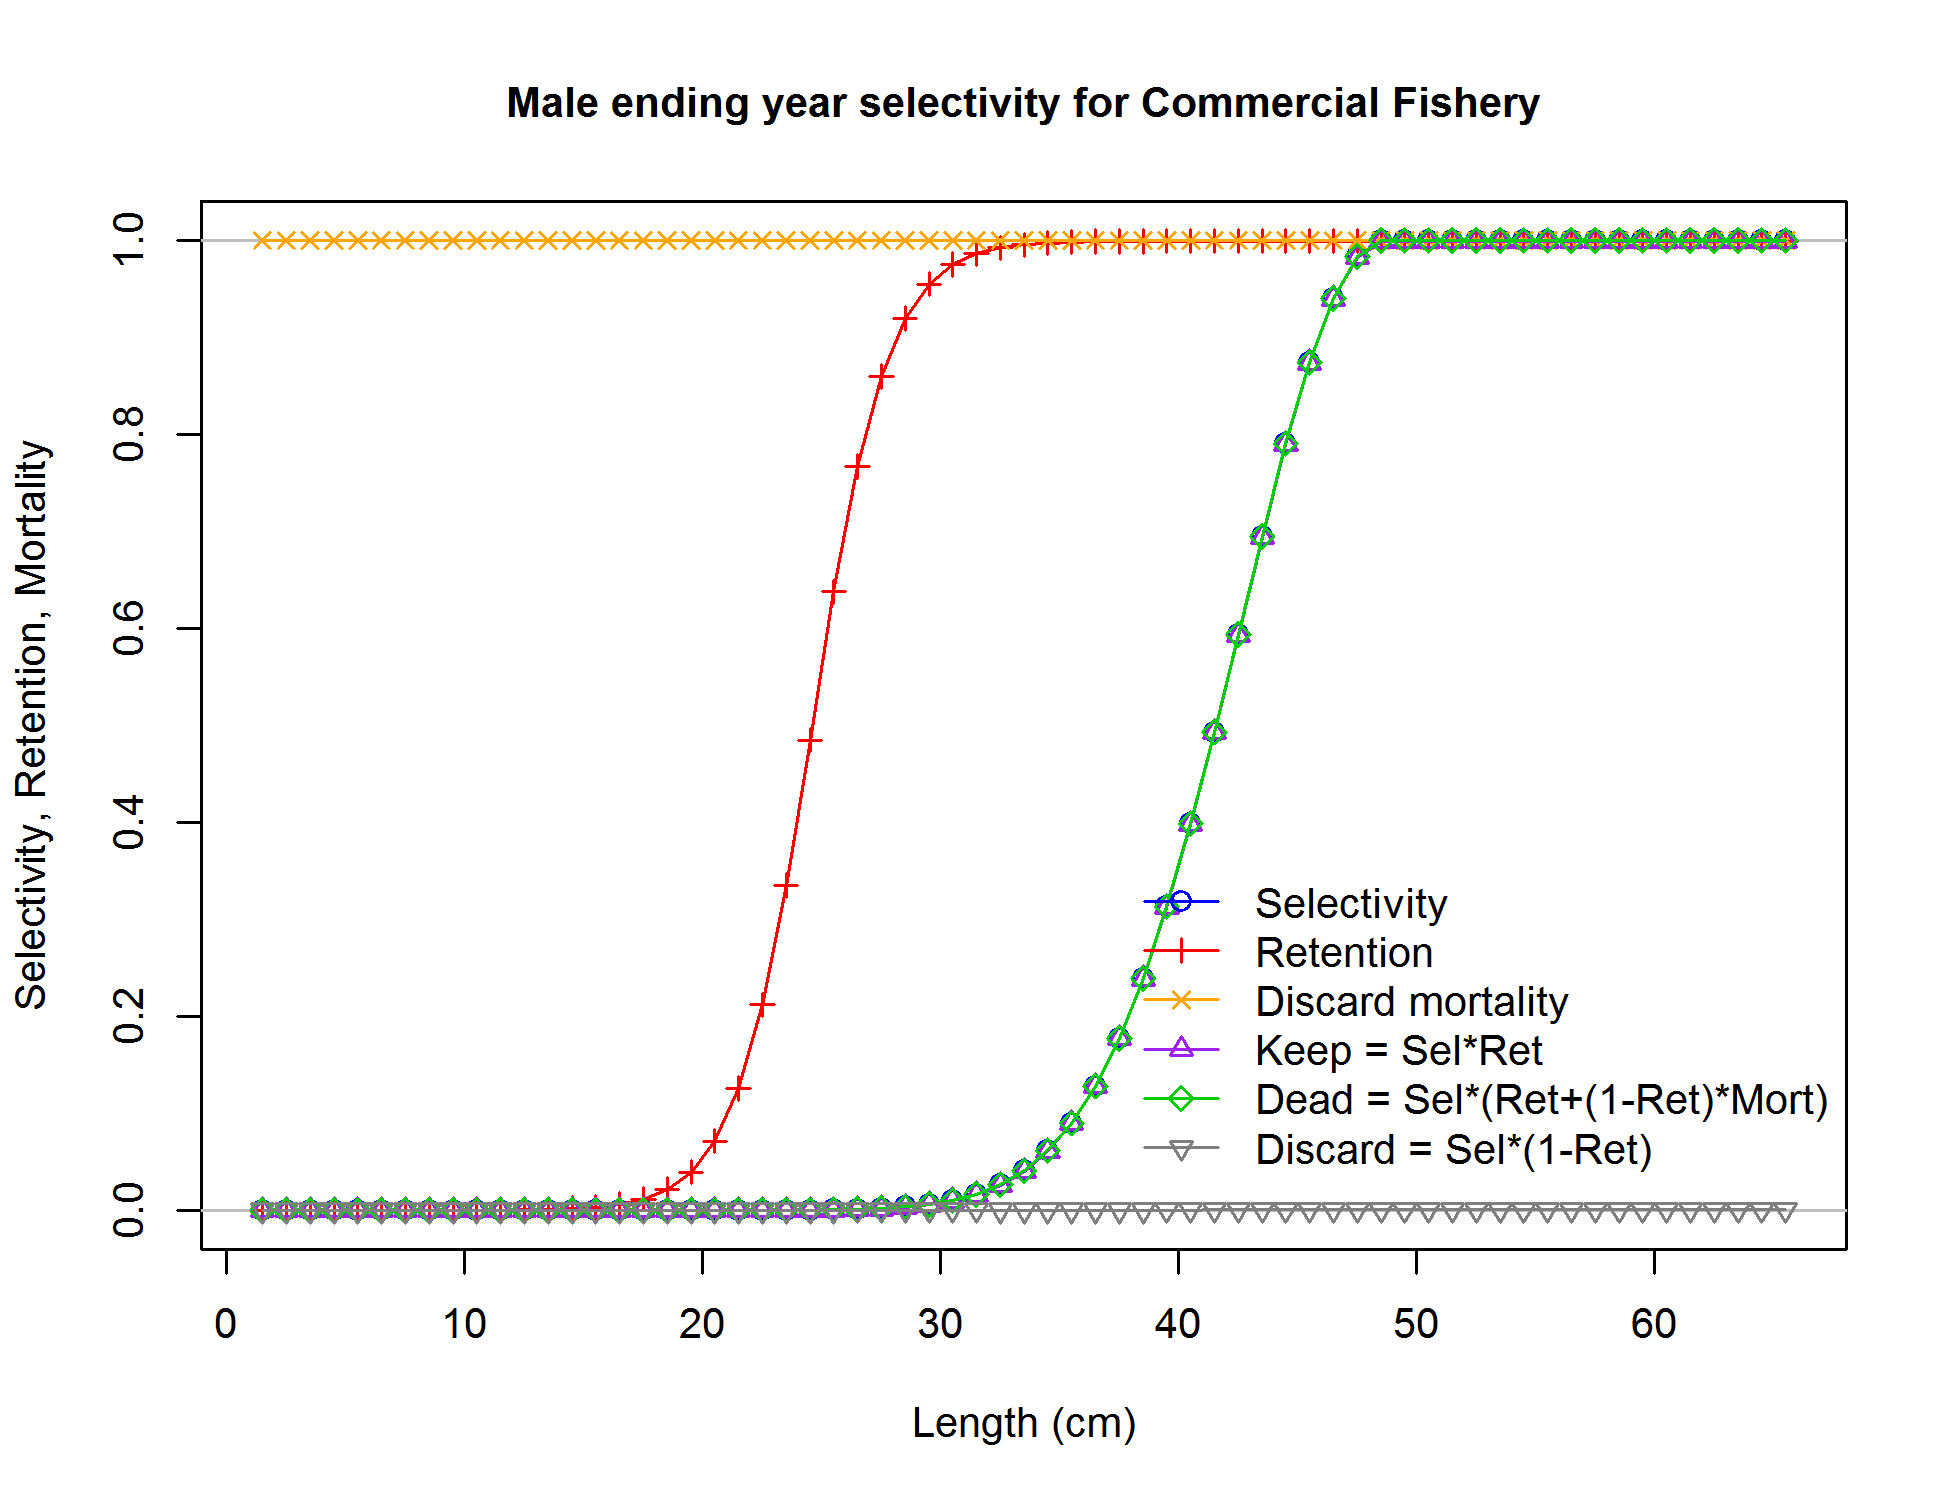 Male ending year selectivity for Commercial Fishery
Selectivity, Retention, Mortality
1.0
0.8
0.6
0.4
0.2
0.0
Selectivity
Retention
Discard mortality
Keep = Sel*Ret
Dead = Sel*(Ret+(1-Ret)*Mort)
Discard = Sel*(1-Ret)
0 10 20 30 40 50 60
Length (cm)